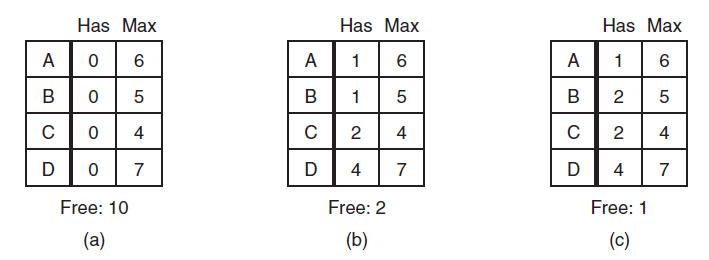 Has Max Has Max Has Max
A 0 6 A 1 6 A 1 6
B 0 5 B 1 5 B 2 5
C 0 4 C 2 4 C 2 4
D 0 7 D 4 7 D 4 7
Free: 10 Free: 2 Free: 1
(a) (b) (c)